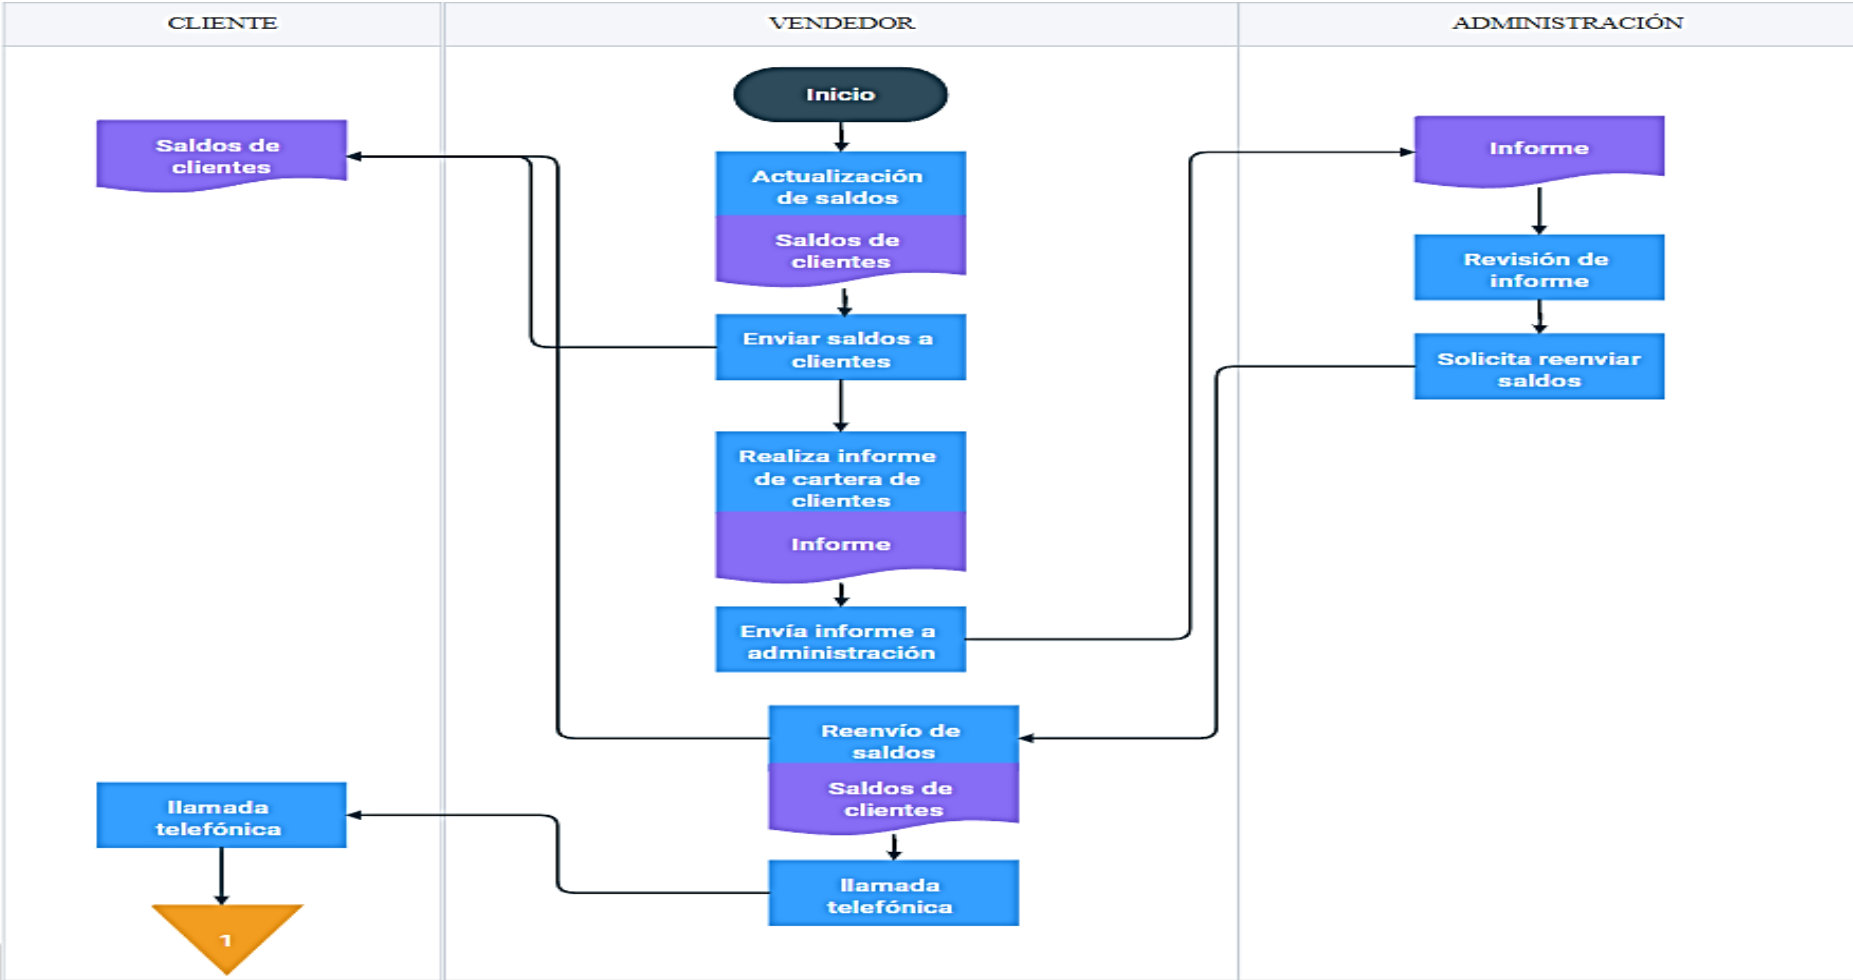 CLIENTE
VENDEDOR
ADMINISTRACIÓN
Inicio
Saldos de
clientes
Actualización
de saldos
Saldos de
clientes
Enviar saldos a
clientes
Realiza informe
de cartera de
clientes
Informe
Envía informe a
administración
Informe
Revisión de
informe
Solicita reenviar
saldos
Reenvío de
saldos
Saldos de
clientes
llamada
telefónica
llamada
telefónica
1